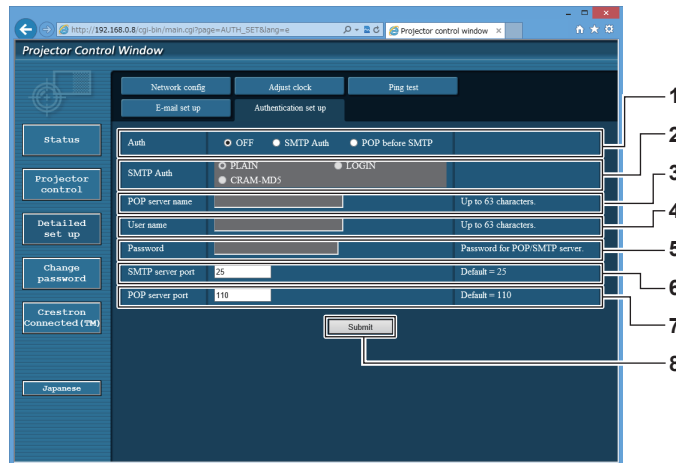 http://192.168.0.8/cgi-bin/main.cgi?page=AUTH_SET&lang=e
Projector control window
Projector Control Window
Network config
Adjust clock
Ping test
E-mail set up
Authentication set up
Status
Projector control
Detailed set up
Change password
Crestron Connected(TM)
Japanese
Auth OFF SMTP Auth POP before SMTP
SMTP Auth PLAIN LOGIN
CRAM-MD5
POP server name Up to 63 characters.
User name Up to 63 characters.
Password Password for POP/SMTP server.
SMTP server port 25 Default = 25
POP server port 110 Default = 110
Submit
1
2
3
4
5
6
7
8